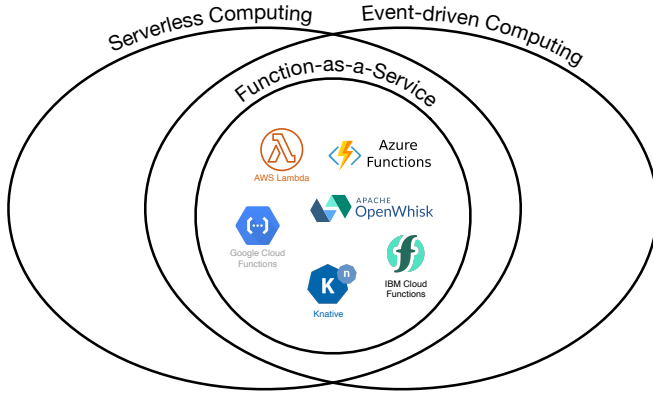 Serverless Computing
Event-driven Computing
Function-as-a-Service
AWS Lambda
Azure
Functions
APACHE
OpenWhisk
Google Cloud
Functions
IBM Cloud
Functions
K
n
Knative